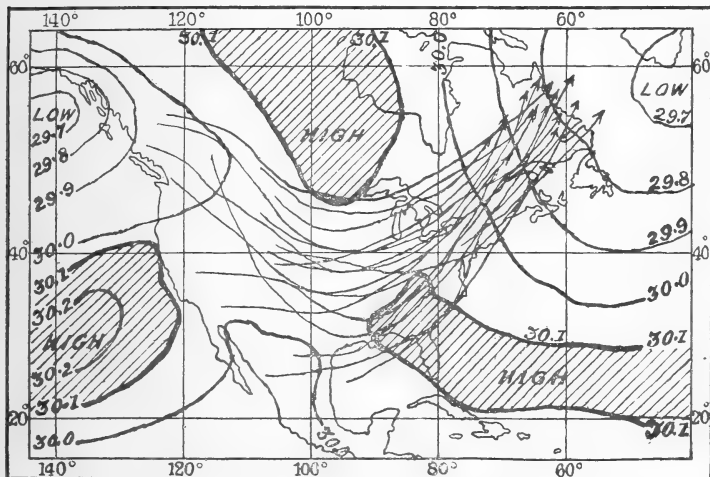 140° 120° 100° 80° 60°
30.1 30.1 30.0
60° 60°
LOW LOW
29.7 HIGH 29.7
29.8
29.9 29.8
30.0 29.9
40° 40°
30.1 30.0
30.2
HIGH 30.1 30.1
30.2 HIGH
30.1
20° 20°
30.0 30.1
140° 120° 100° 80° 60°